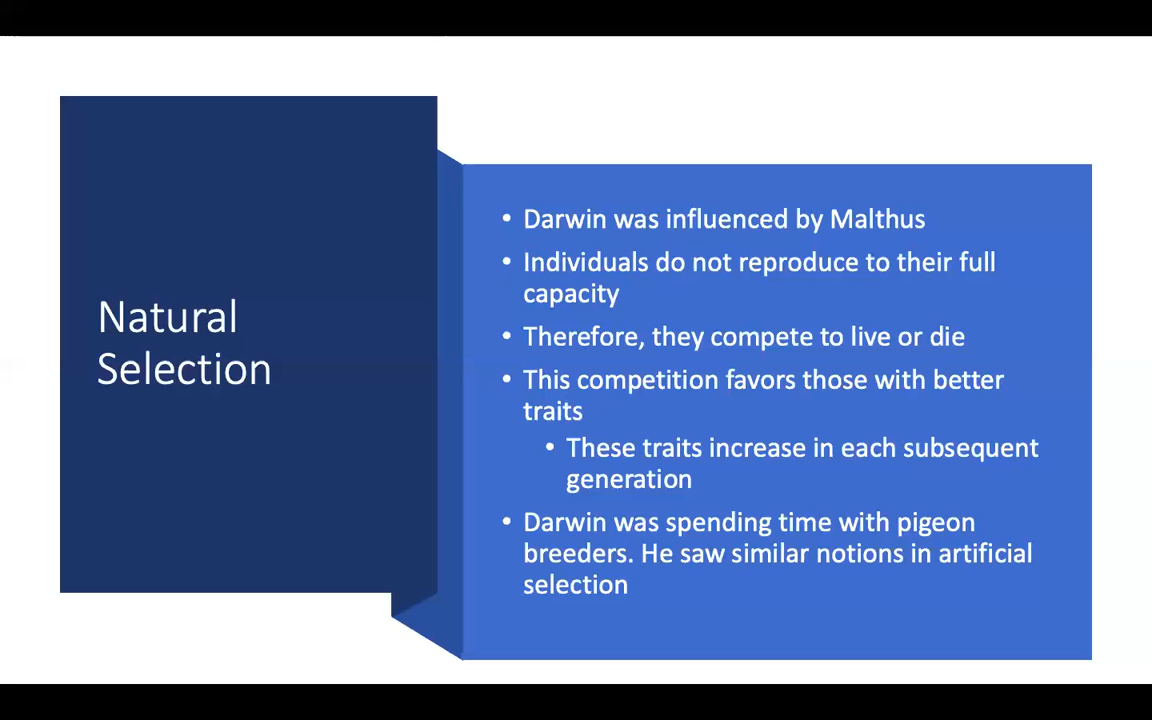 Natural
Selection
• Darwin was influenced by Malthus
• Individuals do not reproduce to their full
capacity
• Therefore, they compete to live or die
• This competition favors those with better
traits
• These traits increase in each subsequent
generation
• Darwin was spending time with pigeon
breeders. He saw similar notions in artificial
selection